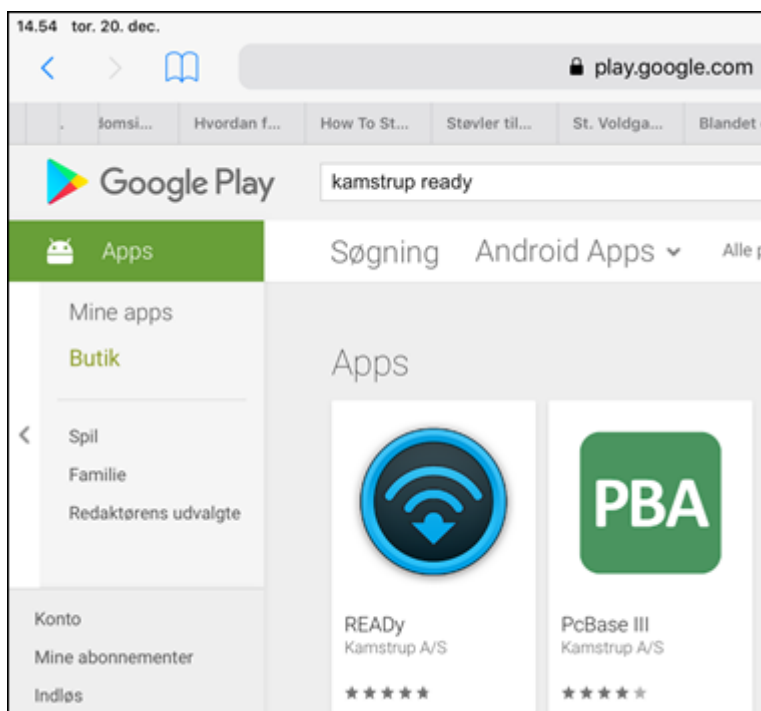 14.54 tor. 20. dec.
play.google.com
Hvordan f... How To St... Støvler til... St. Voldga... Blandet
Google Play
kamstrup ready
Apps
Søgning Android Apps Alle
Mine apps
Butik
Apps
Spil
Familie
Redaktørens udvalgte
PBA
READy
Kamstrup A/S
PcBase III
Kamstrup A/S
Konto
Mine abonnementer
Indløs